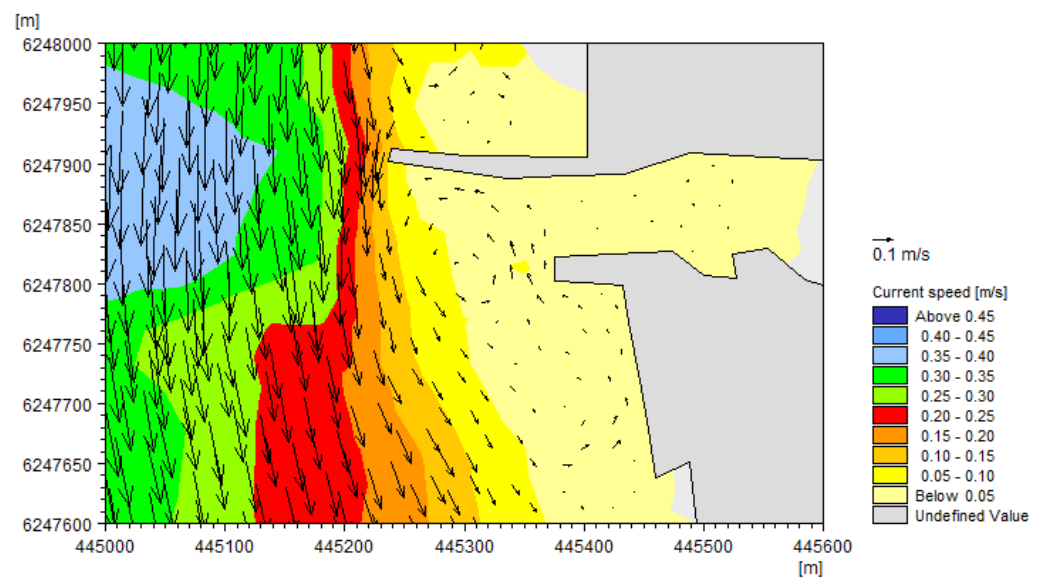 [m]
6248000
6247950
6247900
6247850
6247800
6247750
6247700
6247650
6247600
445000 445100 445200 445300 445400 445500 445600
[m]
0.1 m/s
Current speed [m/s]
Above 0.45
0.40 - 0.45
0.35 - 0.40
0.30 - 0.35
0.25 - 0.30
0.20 - 0.25
0.15 - 0.20
0.10 - 0.15
0.05 - 0.10
Below 0.05
Undefined Value